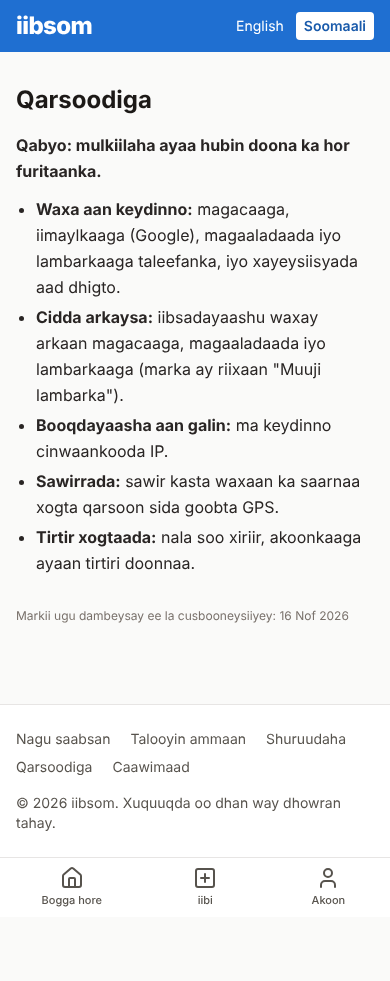 iibsom
English
Soomaali
Qarsoodiga
Qabyo: mulkiilaha ayaa hubin doona ka hor
furitaanka.
• Waxa aan keydinno: magacaaga,
iimaylkaaga (Google), magaaladaada iyo
lambarkaaga taleefanka, iyo xayeysiisyada
aad dhigto.
• Cidda arkaysa: iibsadayaashu waxay
arkaan magacaaga, magaaladaada iyo
lambarkaaga (marka ay riixaan "Muuji
lambarka").
• Booqdayaasha aan galin: ma keydinno
cinwaankooda IP.
• Sawirrada: sawir kasta waxaan ka saarnaa
xogta qarsoon sida goobta GPS.
• Tirtir xogtaada: nala soo xiriir, akoonkaaga
ayaan tirtiri doonnaa.
Markii ugu dambeysay ee la cusbooneysiiyey: 16 Nof 2026
Nagu saabsan
Talooyin ammaan
Shuruudaha
Qarsoodiga
Caawimaad
© 2026 iibsom. Xuquuqda oo dhan way dhowran
tahay.
Bogga hore
iibi
Akoon